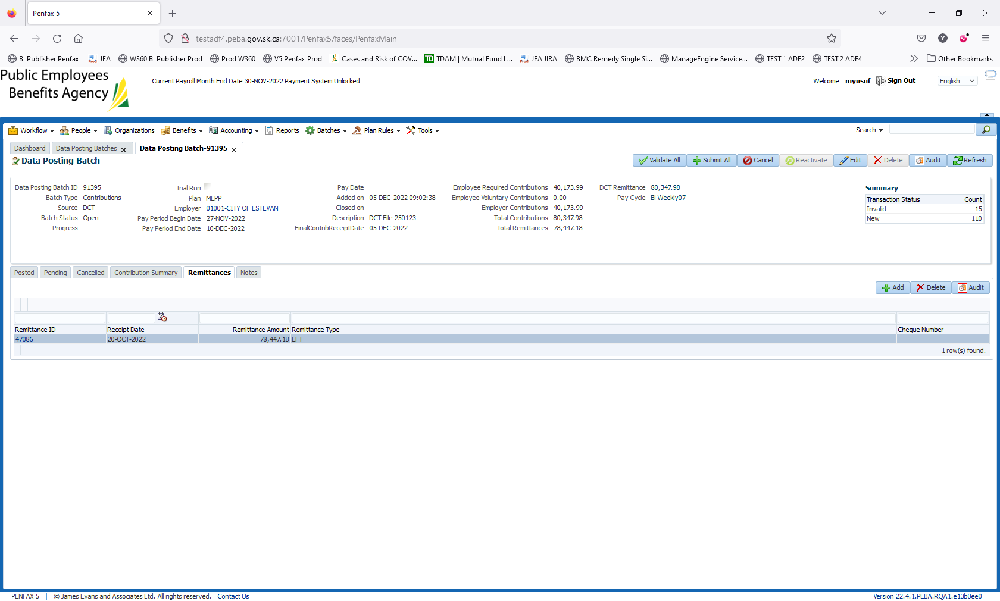 Penfax 5
testadf4.peba.gov.sk.ca:7001/Penfax5/faces/PenfaxMain
BI Publisher Penfax JEA W360 BI Publisher Prod Prod W360 V5 Penfax Prod Cases and Risk of COV... TDAM | Mutual Fund L... JEA JIRA BMC Remedy Single Si... ManageEngine Service... TEST 1 ADF2 TEST 2 ADF4 Other Bookmarks
Public Employees
Benefits Agency
Current Payroll Month End Date 30-NOV-2022 Payment System Unlocked
Welcome myusuf Sign Out English
Workflow People Organizations Benefits Accounting Reports Batches Plan Rules Tools Search
Dashboard Data Posting Batches Data Posting Batch-91395
Data Posting Batch
Validate All Submit All Cancel Reactivate Edit Delete Audit Refresh
Data Posting Batch ID 91395
Batch Type Contributions
Source DCT
Batch Status Open
Progress
Trial Run
Plan MEPP
Employer 01001-CITY OF ESTEVAN
Pay Period Begin Date 27-NOV-2022
Pay Period End Date 10-DEC-2022
Pay Date
Added on 05-DEC-2022 09:02:38
Closed on
Description DCT File 250123
FinalContribReceiptDate 05-DEC-2022
Employee Required Contributions 40,173.99
Employee Voluntary Contributions 0.00
Employer Contributions 40,173.99
Total Contributions 80,347.98
Total Remittances 78,447.18
DCT Remittance 80,347.98
Pay Cycle Bi Weekly07
Summary
Transaction Status Count
Invalid 15
New 110
Posted Pending Cancelled Contribution Summary Remittances Notes
Add Delete Audit
Remittance ID Receipt Date Remittance Amount Remittance Type Cheque Number
47086 20-OCT-2022 78,447.18 EFT
1 row(s) found.
PENFAX 5 | © James Evans and Associates Ltd. All rights reserved. Contact Us
Version 22.4.1.PEBA.RQA1.e13b0ee0